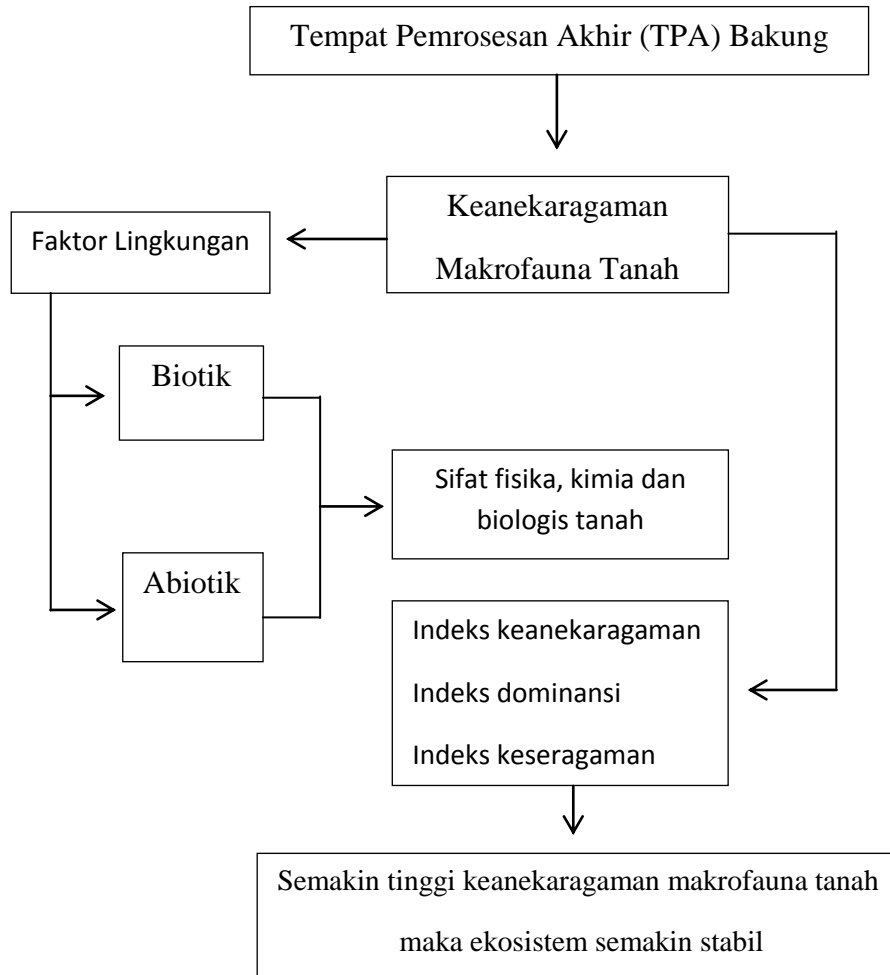 Tempat Pemrosesan Akhir (TPA) Bakung
Keanekaragaman
Makrofauna Tanah
Faktor Lingkungan
Biotik
Sifat fisika, kimia dan
biologis tanah
Abiotik
Indeks keanekaragaman
Indeks dominansi
Indeks keseragaman
Semakin tinggi keanekaragaman makrofauna tanah
maka ekosistem semakin stabil